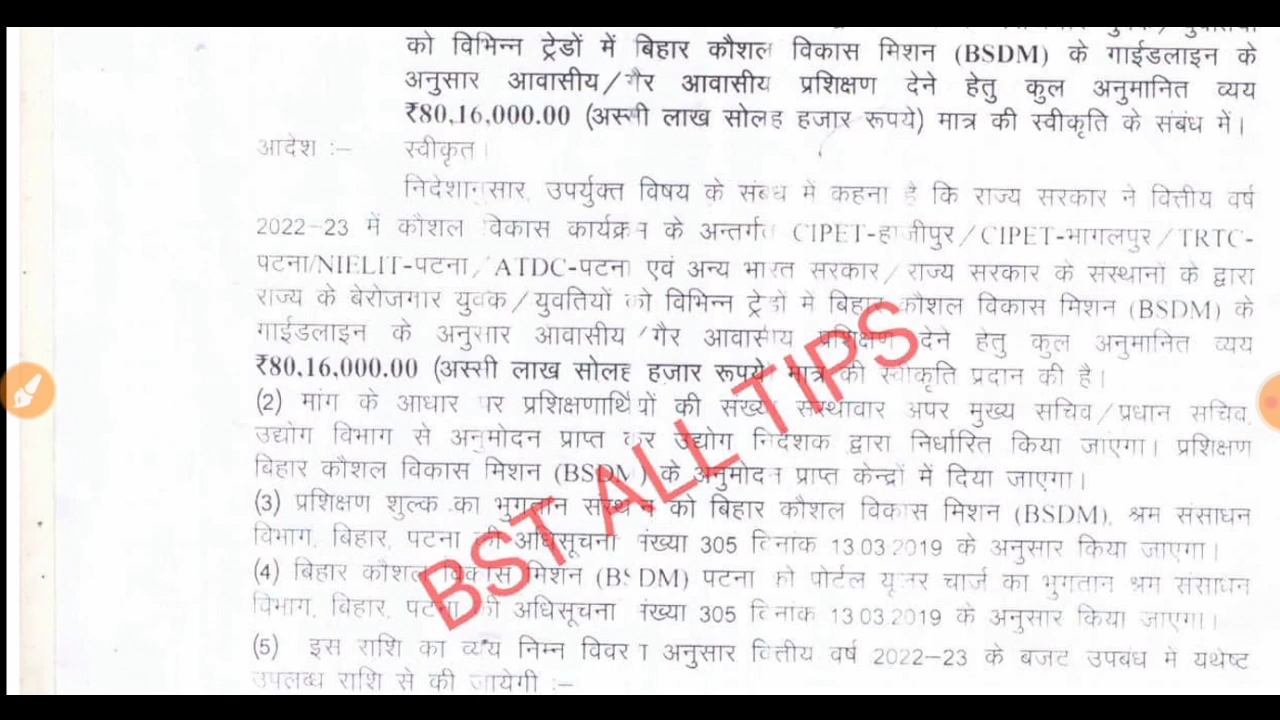 को विभिन्न ट्रेडों में बिहार कौशल विकास मिशन (BSDM) के गाईडलाइन के
अनुसार आवासीय/गैर आवासीय प्रशिक्षण देने हेतु कुल अनुमानित व्यय
₹80,16,000.00 (अस्सी लाख सोलह हजार रूपये) मात्र की स्वीकृति के संबंध में।
आदेश :- स्वीकृत।
निदेशानुसार, उपर्युक्त विषय के संबध में कहना है कि राज्य सरकार ने वित्तीय वर्ष
2022-23 में कौशल विकास कार्यक्रम के अन्तर्गत CIPET-हाजीपुर/CIPET-भागलपुर/TRTC-
पटना/NIELIT-पटना/ATDC-पटना एवं अन्य भारत सरकार/राज्य सरकार के संस्थानों के द्वारा
राज्य के बेरोजगार युवक/युवतियों को विभिन्न ट्रेडों में बिहार कौशल विकास मिशन (BSDM) के
गाईडलाइन के अनुसार आवासीय/गैर आवासीय प्रशिक्षण देने हेतु कुल अनुमानित व्यय
₹80,16,000.00 (अस्सी लाख सोलह हजार रूपये मात्र की स्वीकृति प्रदान की है।
(2) मांग के आधार पर प्रशिक्षणार्थियों की संख्या संस्थावार अपर मुख्य सचिव/प्रधान सचिव,
उद्योग विभाग से अनुमोदन प्राप्त कर उद्योग निदेशक द्वारा निर्धारित किया जाएगा। प्रशिक्षण
बिहार कौशल विकास मिशन (BSDM) के अनुमोदन प्राप्त केन्द्रों में दिया जाएगा।
(3) प्रशिक्षण शुल्क का भुगतान संस्थान को बिहार कौशल विकास मिशन (BSDM), श्रम संसाधन
विभाग, बिहार, पटना की अधिसूचना संख्या 305 दिनांक 13.03.2019 के अनुसार किया जाएगा।
(4) बिहार कौशल विकास मिशन (BSDM) पटना को पोर्टल यूजर चार्ज का भुगतान श्रम संसाधन
विभाग, बिहार, पटना की अधिसूचना संख्या 305 दिनांक 13.03.2019 के अनुसार किया जाएगा।
(5) इस राशि का व्यय निम्न विवरण अनुसार वित्तीय वर्ष 2022-23 के बजट उपबंध में यथेष्ट
उपलब्ध राशि से की जायेगी :-
BST ALL TIPS